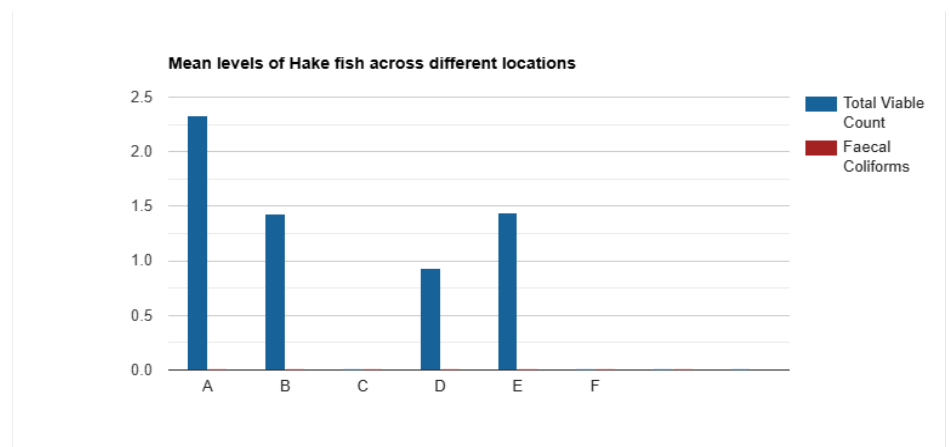 Mean levels of Hake fish across different locations
2.5
2.0
1.5
1.0
0.5
0.0
A B C D E F
Total Viable
Count
Faecal
Coliforms